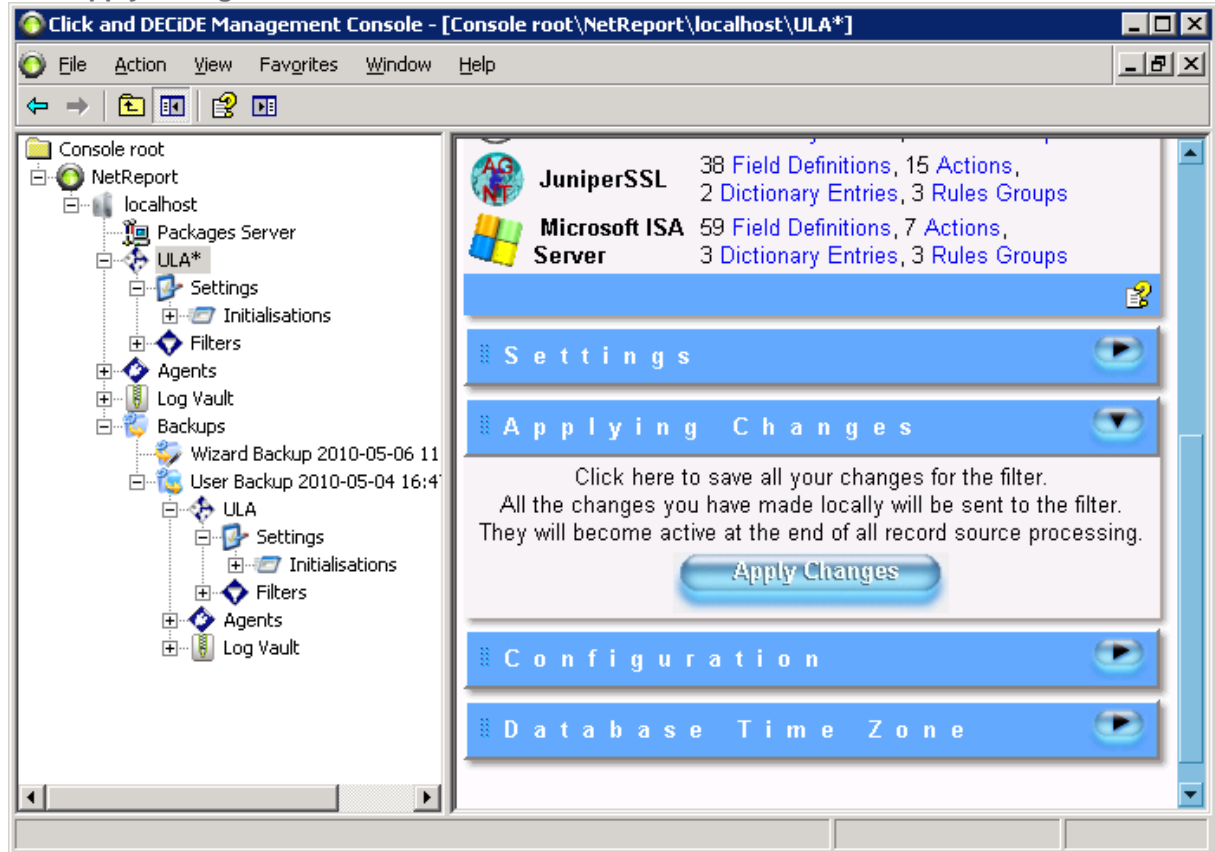 Click and DECiDE Management Console - [Console root\NetReport\localhost\ULA*]
File Action View Favorites Window Help
Console root
NetReport
localhost
Packages Server
ULA*
Settings
Initialisations
Filters
Agents
Log Vault
Backups
Wizard Backup 2010-05-06 11
User Backup 2010-05-04 16:4
ULA
Settings
Initialisations
Filters
Agents
Log Vault
AG
NT
JuniperSSL
38 Field Definitions, 15 Actions,
2 Dictionary Entries, 3 Rules Groups
Microsoft ISA
Server
59 Field Definitions, 7 Actions,
3 Dictionary Entries, 3 Rules Groups
Settings
Applying Changes
Click here to save all your changes for the filter.
All the changes you have made locally will be sent to the filter.
They will become active at the end of all record source processing.
Apply Changes
Configuration
Database Time Zone